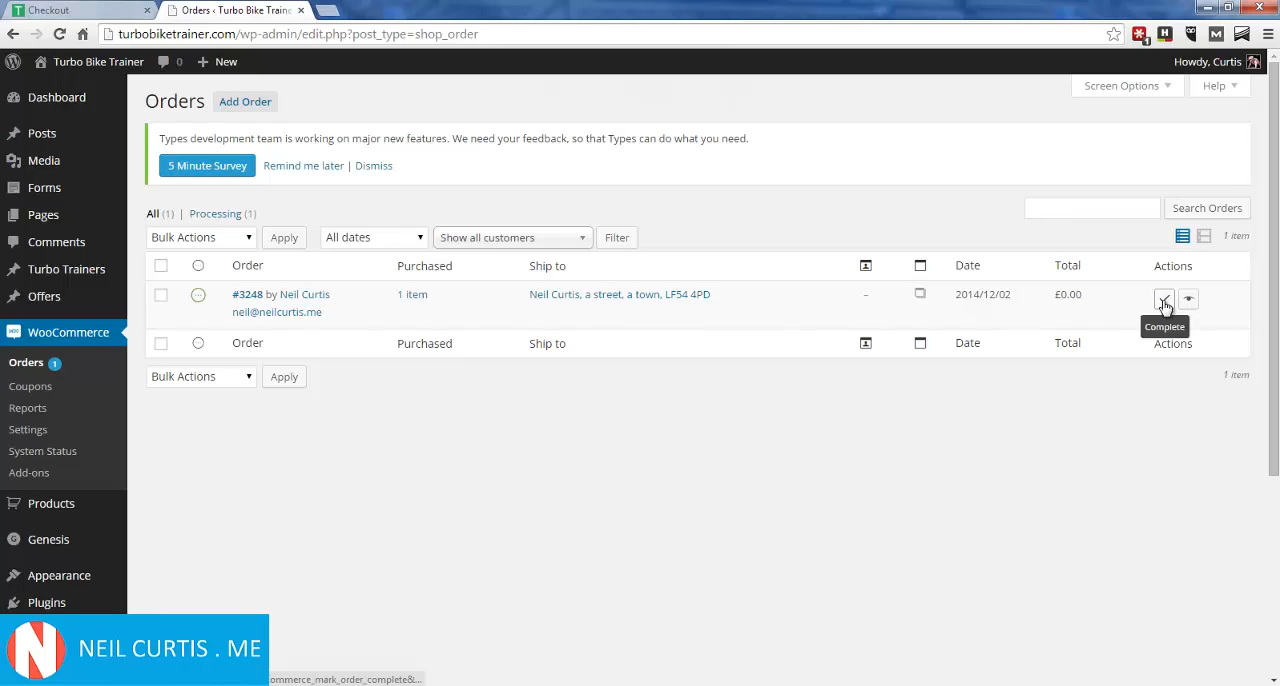 Checkout
Orders ‹ Turbo Bike Traine
turbobiketrainer.com/wp-admin/edit.php?post_type=shop_order
Turbo Bike Trainer 0 New Howdy, Curtis
Screen Options Help
Dashboard
Posts
Media
Forms
Pages
Comments
Turbo Trainers
Offers
WooCommerce
Orders 1
Coupons
Reports
Settings
System Status
Add-ons
Products
Genesis
Appearance
Plugins
Orders Add Order
Types development team is working on major new features. We need your feedback, so that Types can do what you need.
5 Minute Survey Remind me later | Dismiss
All (1) | Processing (1)
Search Orders
Bulk Actions Apply All dates Show all customers Filter 1 item
Order Purchased Ship to Date Total Actions
#3248 by Neil Curtis 1 item Neil Curtis, a street, a town, LF54 4PD – 2014/12/02 £0.00
neil@neilcurtis.me
Complete
Order Purchased Ship to Date Total Actions
Bulk Actions Apply 1 item
NEIL CURTIS . ME
ommerce_mark_order_complete&...